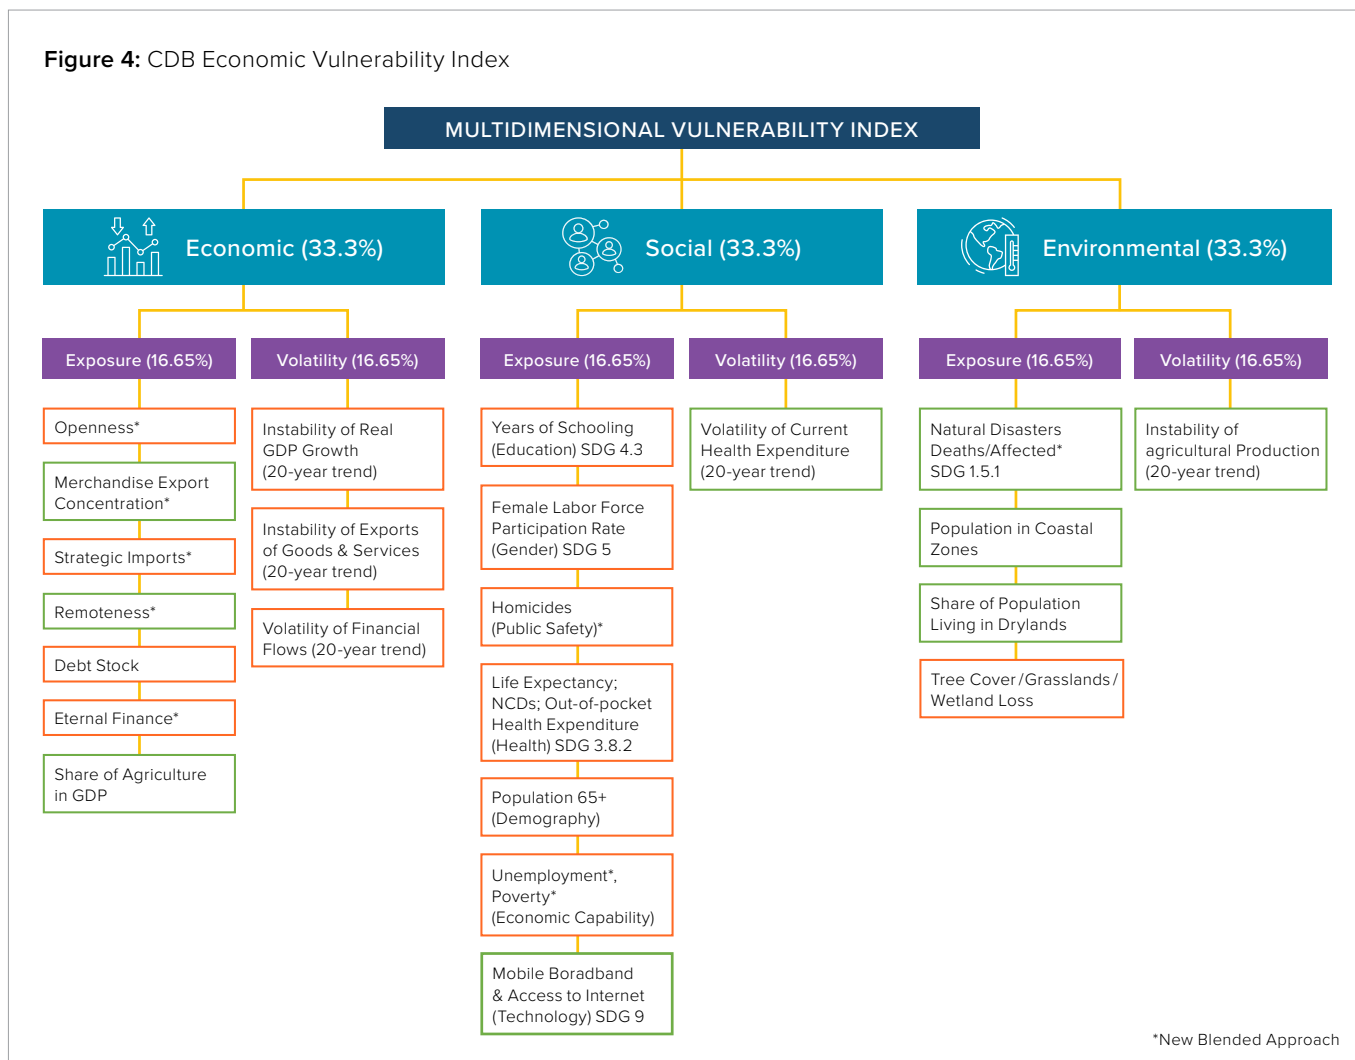 Figure 4: CDB Economic Vulnerability Index
MULTIDIMENSIONAL VULNERABILITY INDEX
Economic (33.3%)
Exposure (16.65%)
Openness*
Merchandise Export
Concentration*
Strategic Imports*
Remoteness*
Debt Stock
Eternal Finance*
Share of Agriculture
in GDP
Volatility (16.65%)
Instability of Real
GDP Growth
(20-year trend)
Instability of Exports
of Goods & Services
(20-year trend)
Volatility of Financial
Flows (20-year trend)
Social (33.3%)
Exposure (16.65%)
Years of Schooling
(Education) SDG 4.3
Female Labor Force
Participation Rate
(Gender) SDG 5
Homicides
(Public Safety)*
Life Expectancy;
NCDs; Out-of-pocket
Health Expenditure
(Health) SDG 3.8.2
Population 65+
(Demography)
Unemployment*,
Poverty*
(Economic Capability)
Mobile Boradband
& Access to Internet
(Technology) SDG 9
Volatility (16.65%)
Volatility of Current
Health Expenditure
(20-year trend)
Environmental (33.3%)
Exposure (16.65%)
Natural Disasters
Deaths/Affected*
SDG 1.5.1
Population in Coastal
Zones
Share of Population
Living in Drylands
Tree Cover/Grasslands/
Wetland Loss
Volatility (16.65%)
Instability of
agricultural Production
(20-year trend)
*New Blended Approach